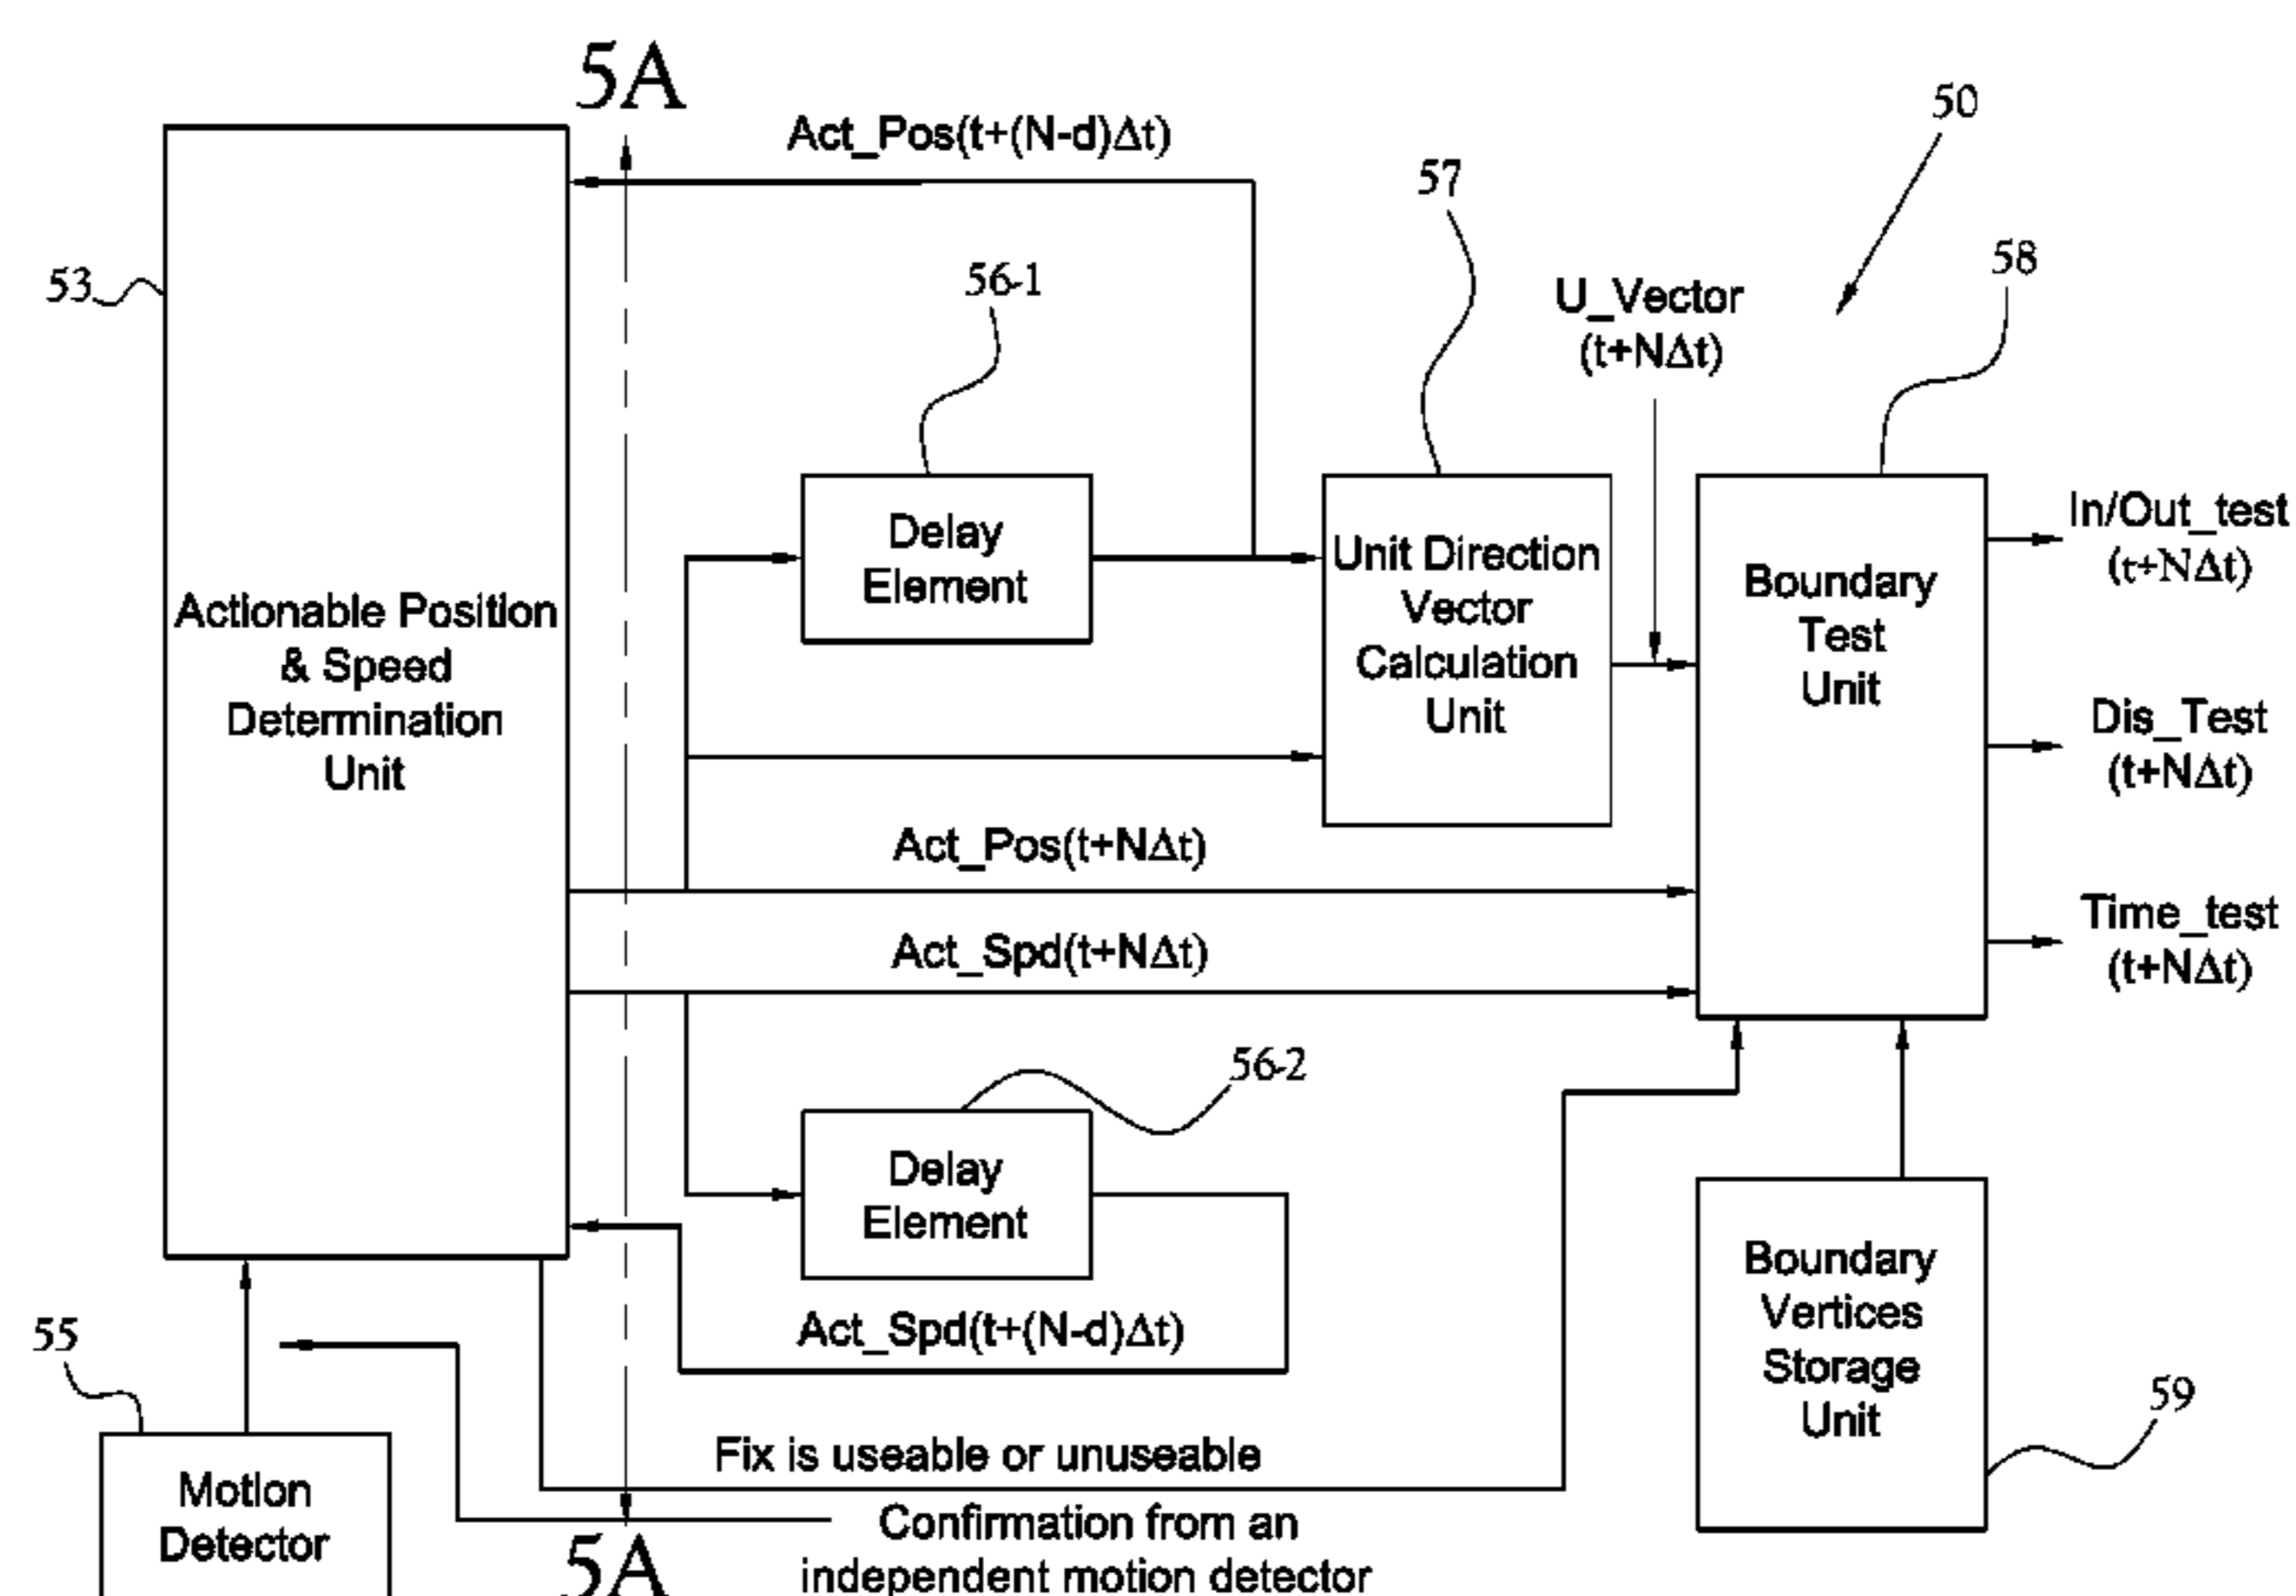 5A
Act_Pos(t+(N-d)Δt)
50
57
53
56-1
58
U_Vector
(t+NΔt)
Delay
Element
Unit Direction
Vector
Calculation
Unit
Boundary
Test
Unit
In/Out_test
(t+NΔt)
Actionable Position
& Speed
Determination
Unit
Dis_Test
(t+NΔt)
Act_Pos(t+NΔt)
Time_test
(t+NΔt)
Act_Spd(t+NΔt)
56-2
Delay
Element
Boundary
Vertices
Storage
Unit
55
Act_Spd(t+(N-d)Δt)
59
Fix is useable or unuseable
Motion
Detector
Confirmation from an
independent motion detector
5A